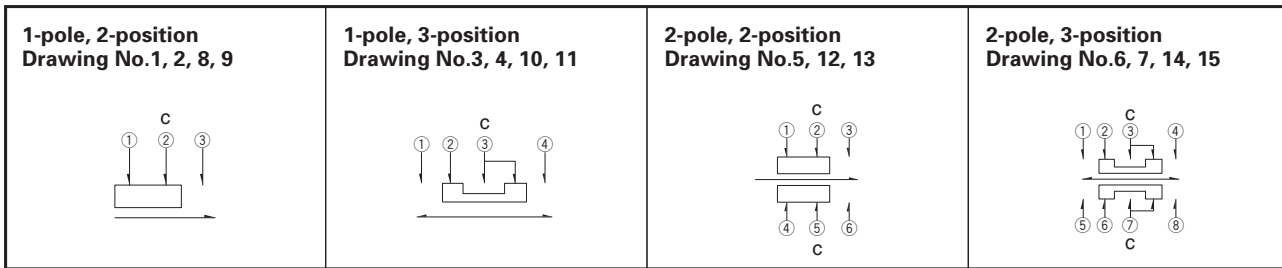 1-pole, 2-position
Drawing No.1, 2, 8, 9
C
① ② ③
1-pole, 3-position
Drawing No.3, 4, 10, 11
C
① ② ③ ④
2-pole, 2-position
Drawing No.5, 12, 13
C
① ② ③
④ ⑤ ⑥
C
2-pole, 3-position
Drawing No.6, 7, 14, 15
C
① ② ③ ④
⑤ ⑥ ⑦ ⑧
C